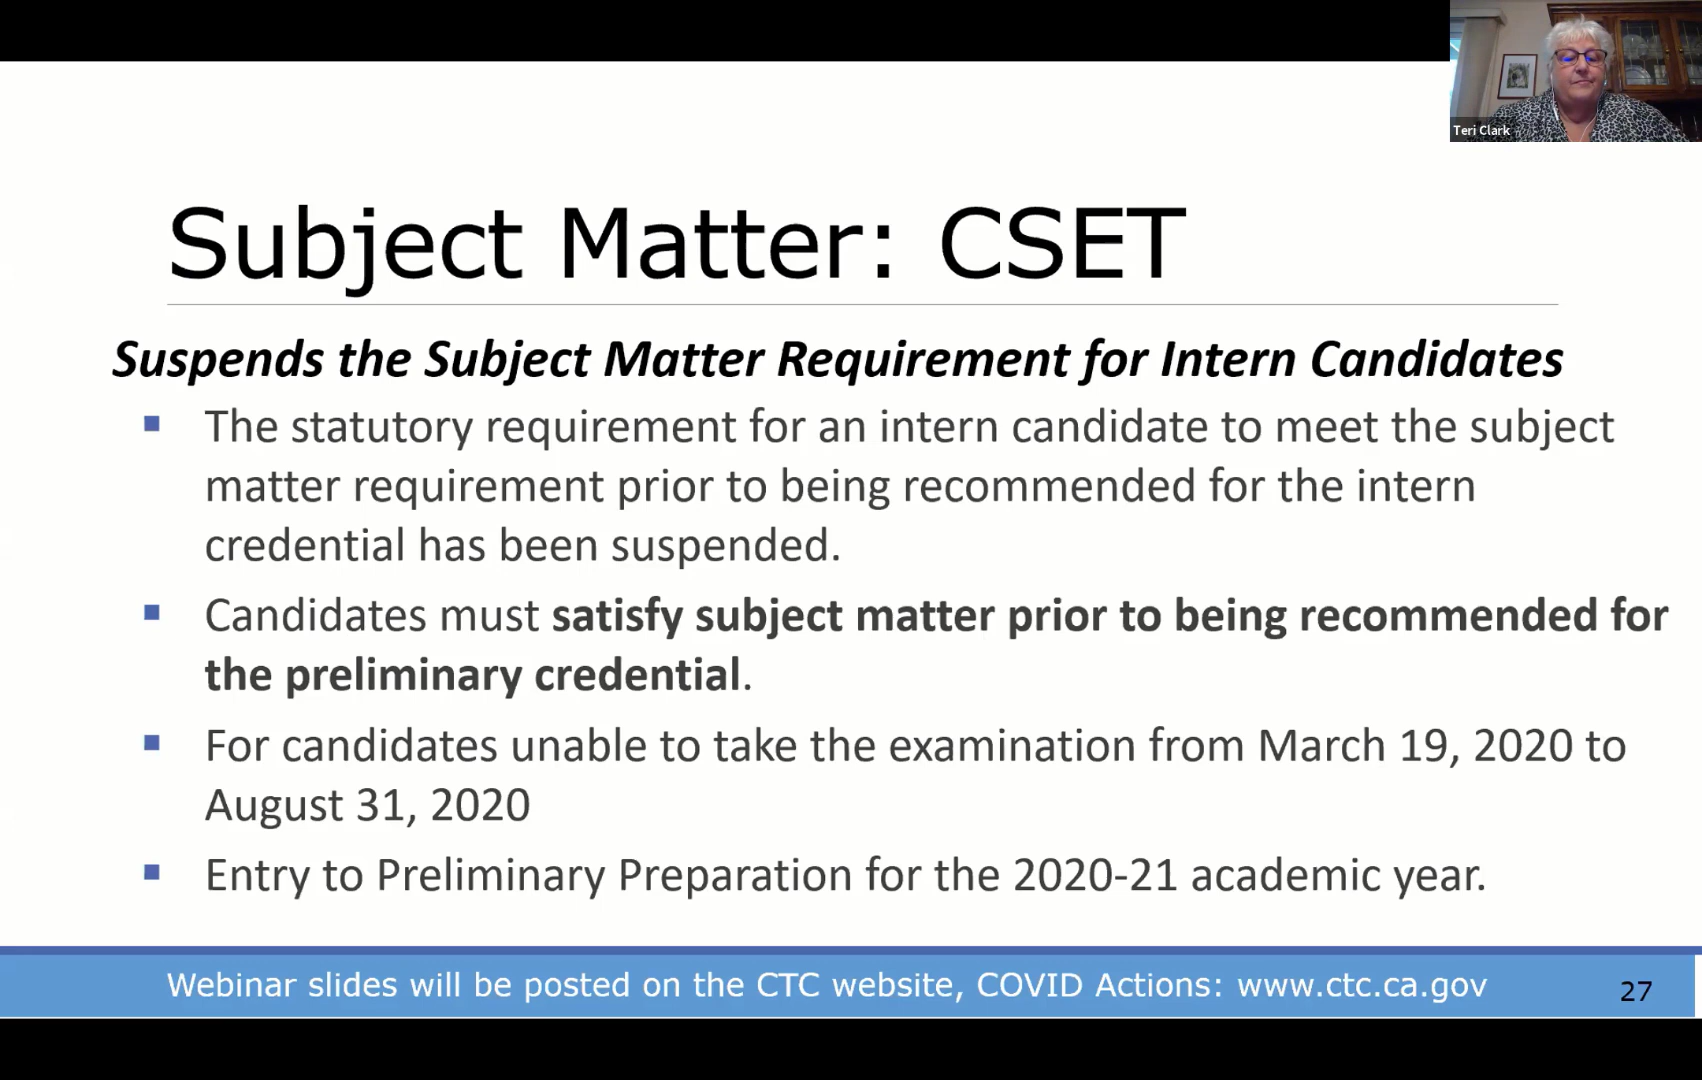 Teri Clark
Subject Matter: CSET
Suspends the Subject Matter Requirement for Intern Candidates
The statutory requirement for an intern candidate to meet the subject
matter requirement prior to being recommended for the intern
credential has been suspended.
Candidates must satisfy subject matter prior to being recommended for
the preliminary credential.
For candidates unable to take the examination from March 19, 2020 to
August 31, 2020
Entry to Preliminary Preparation for the 2020-21 academic year.
Webinar slides will be posted on the CTC website, COVID Actions: www.ctc.ca.gov
27